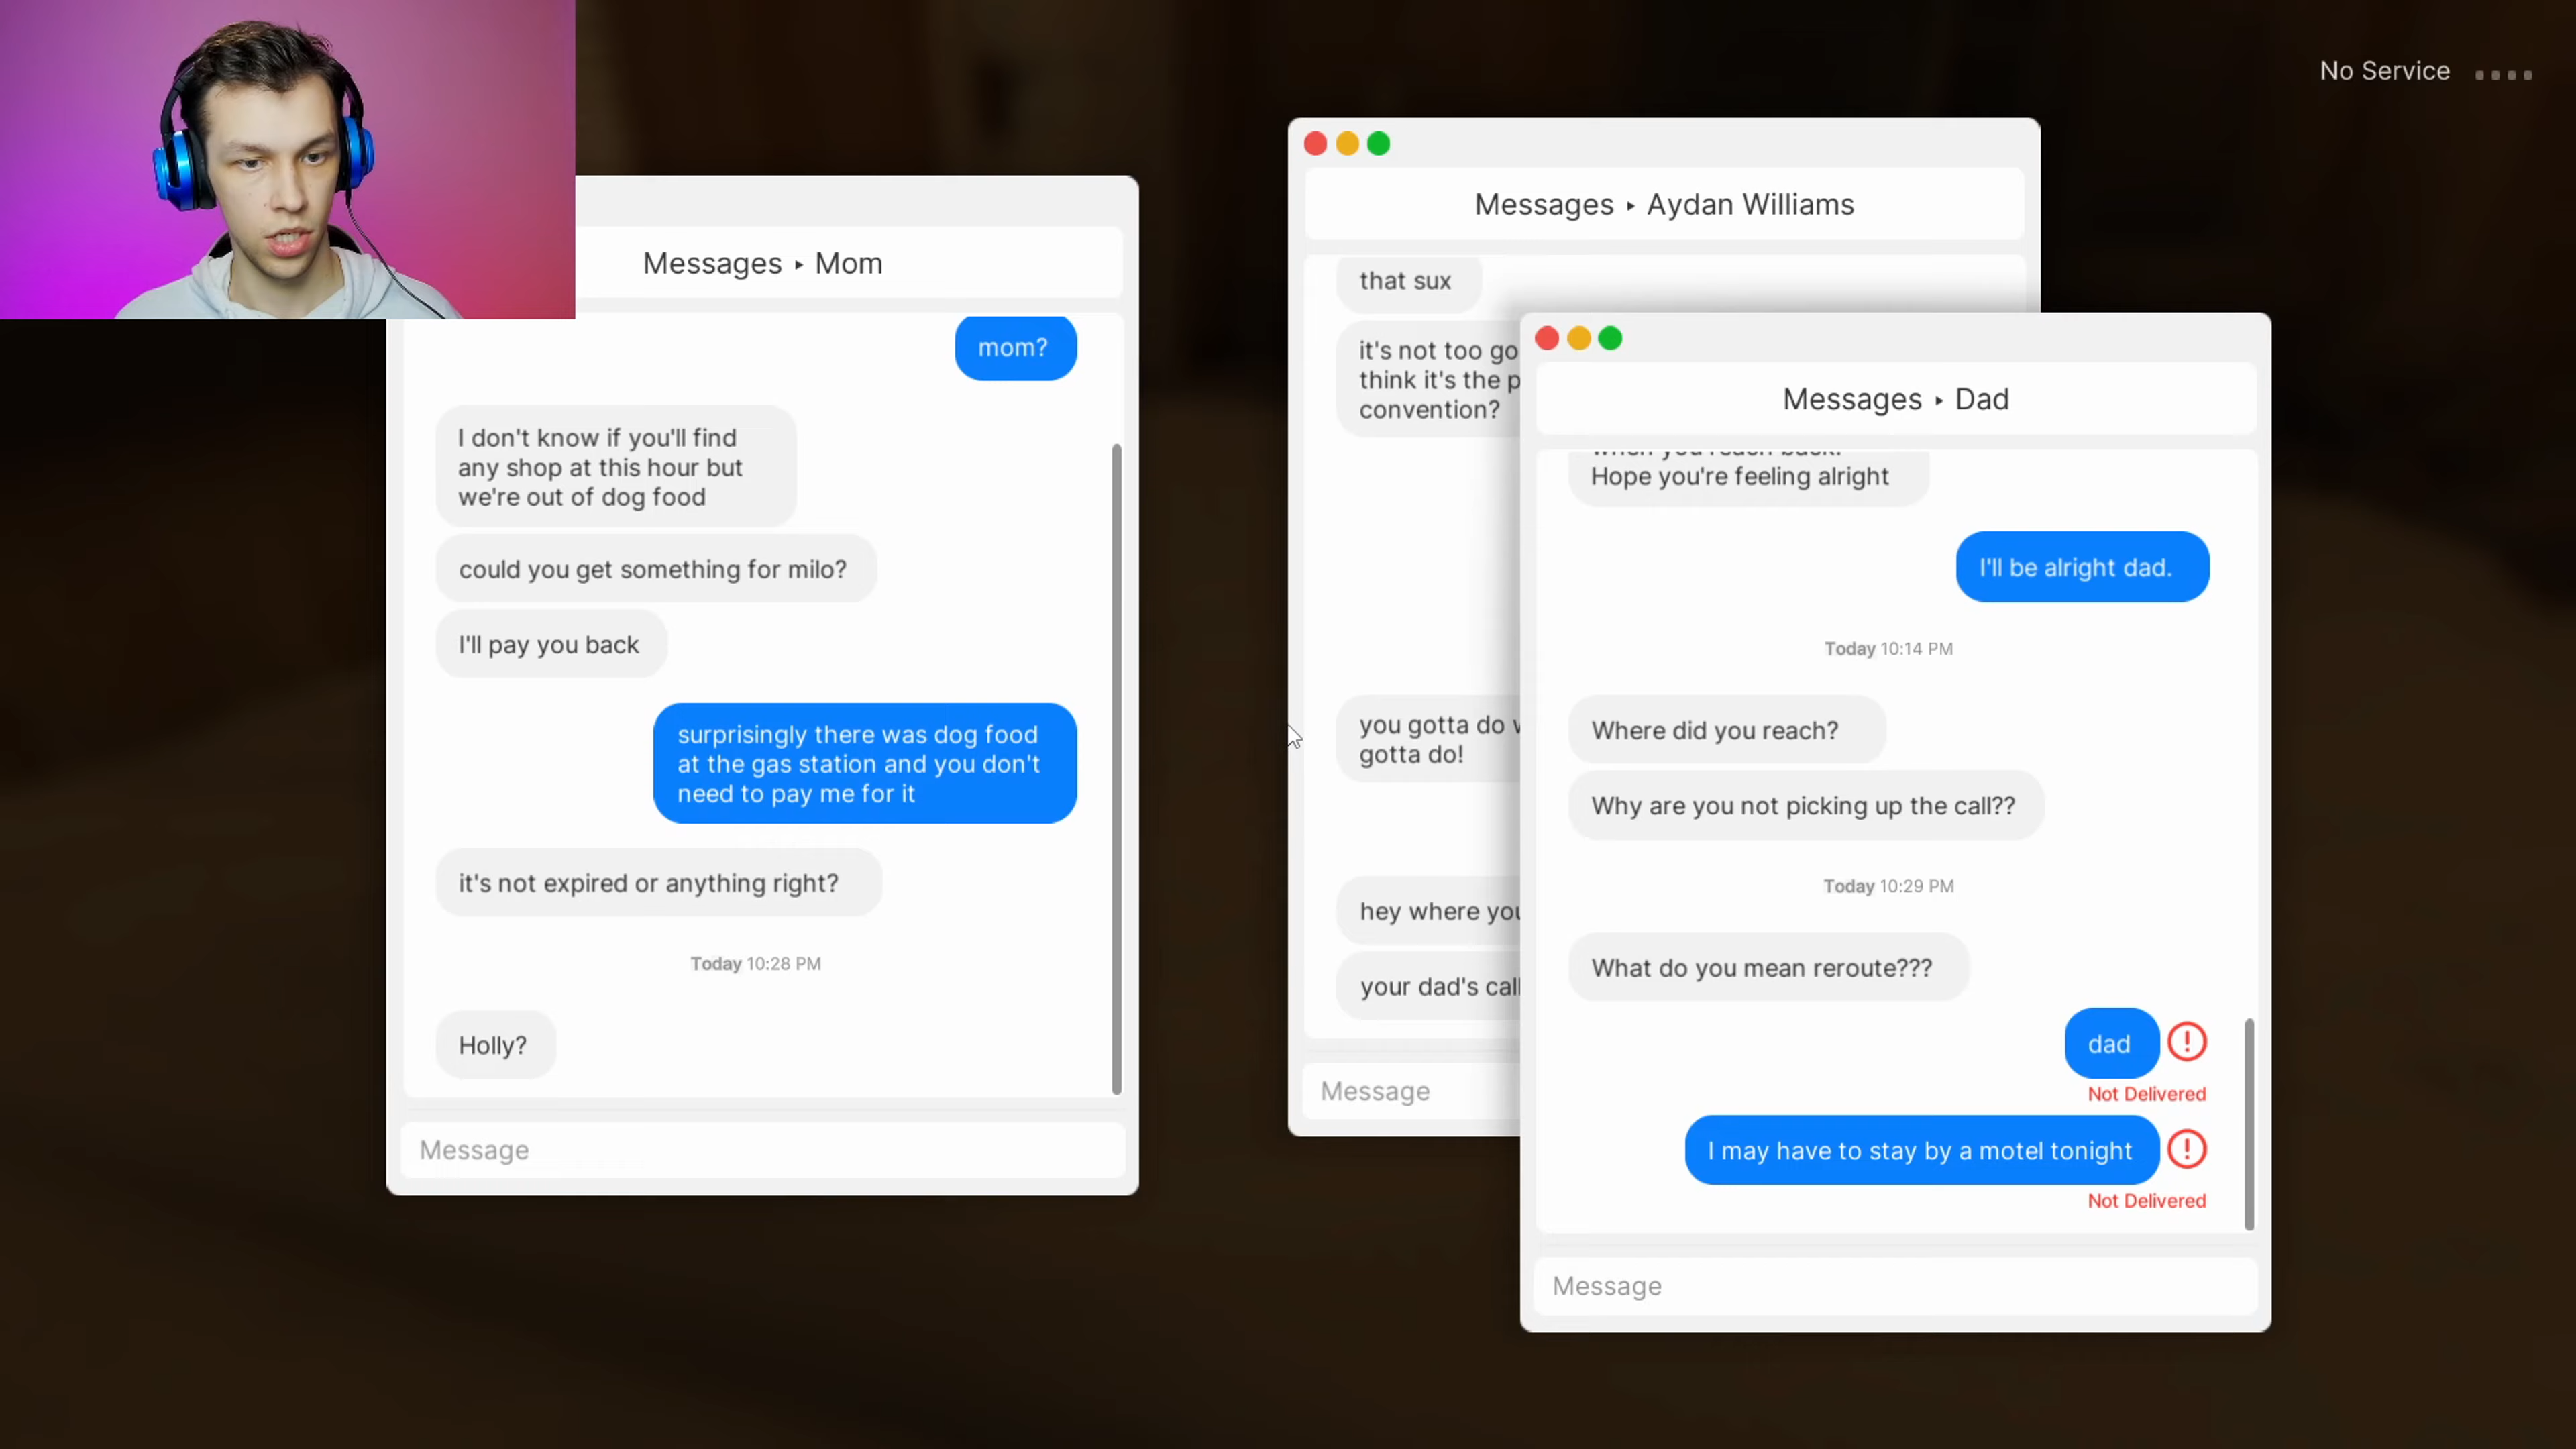 No Service
Messages ▸ Mom
mom?
I don't know if you'll find
any shop at this hour but
we're out of dog food
could you get something for milo?
I'll pay you back
surprisingly there was dog food
at the gas station and you don't
need to pay me for it
it's not expired or anything right?
Today 10:28 PM
Holly?
Message
Messages ▸ Aydan Williams
that sux
it's not too
think it's the
convention?
you gotta do
gotta do!
hey where
your dad's
Message
Messages ▸ Dad
when you reach back.
Hope you're feeling alright
I'll be alright dad.
Today 10:14 PM
Where did you reach?
Why are you not picking up the call??
Today 10:29 PM
What do you mean reroute???
dad
Not Delivered
I may have to stay by a motel tonight
Not Delivered
Message